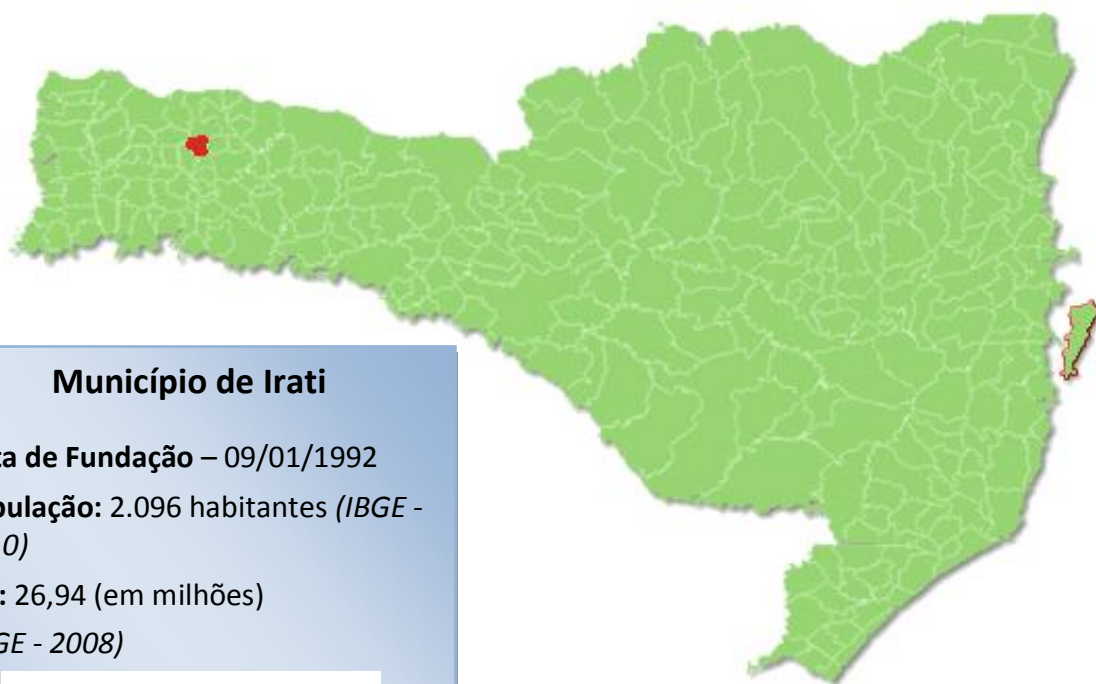 Município de Irati
ta de Fundação – 09/01/1992
pulação: 2.096 habitantes (IBGE -
0)
: 26,94 (em milhões)
GE - 2008)